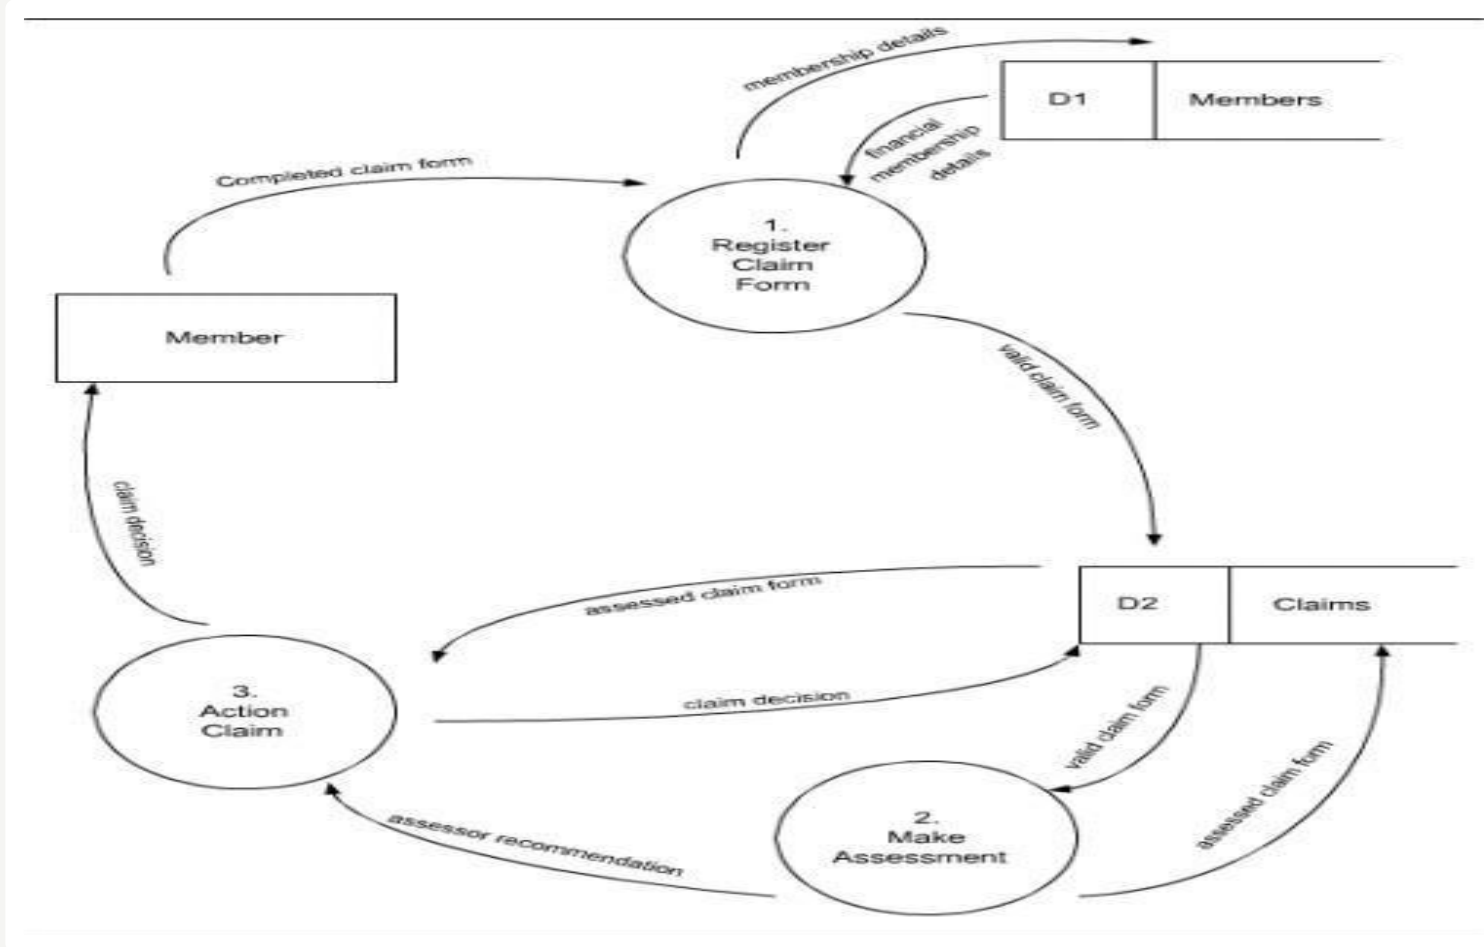 membership details
D1
Members
financial
membership
details
Completed claim form
1.
Register
Claim
Form
Member
valid claim form
claim decision
assessed claim form
D2
Claims
3.
Action
Claim
claim decision
valid claim form
assessed claim form
2.
Make
Assessment
assessor recommendation